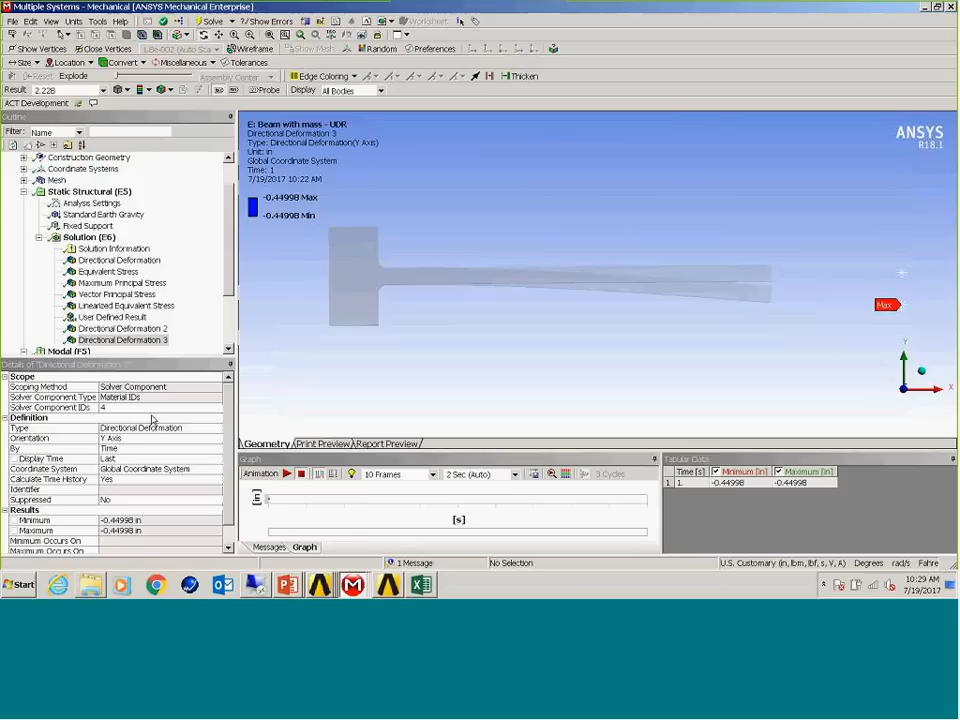 Multiple Systems - Mechanical [ANSYS Mechanical Enterprise]
File Edit View Units Tools Help Solve ?/Show Errors Worksheet
Show Vertices Close Vertices 1.8e-002 (Auto Sca Wireframe Show Mesh Random Preferences
Size Location Convert Miscellaneous Tolerances
Reset Explode Assembly Center Edge Coloring Thicken
Result 2.228 Probe Display All Bodies
ACT Development
Outline
Filter: Name
Construction Geometry
Coordinate Systems
Mesh
Static Structural (E5)
Analysis Settings
Standard Earth Gravity
Fixed Support
Solution (E6)
Solution Information
Directional Deformation
Equivalent Stress
Maximum Principal Stress
Vector Principal Stress
Linearized Equivalent Stress
User Defined Result
Directional Deformation 2
Directional Deformation 3
Modal (F5)
Details of "Directional Deformation 3"
Scope
Scoping Method Solver Component
Solver Component Type Material IDs
Solver Component IDs 4
Definition
Type Directional Deformation
Orientation Y Axis
By Time
Display Time Last
Coordinate System Global Coordinate System
Calculate Time History Yes
Identifier
Suppressed No
Results
Minimum -0.44998 in
Maximum -0.44998 in
Minimum Occurs On
Maximum Occurs On
E: Beam with mass - UDR
Directional Deformation 3
Type: Directional Deformation(Y Axis)
Unit: in
Global Coordinate System
Time: 1
7/19/2017 10:22 AM
-0.44998 Max
-0.44998 Min
ANSYS
R18.1
Max
Y
Geometry Print Preview Report Preview
Graph
Animation 10 Frames 2 Sec (Auto) 3 Cycles
[s]
Messages Graph
Tabular Data
Time [s] Minimum [in] Maximum [in]
1 1. -0.44998 -0.44998
1 Message No Selection U.S. Customary (in, lbm, lbf, s, V, A) Degrees rad/s Fahre
Start
10:29 AM
7/19/2017